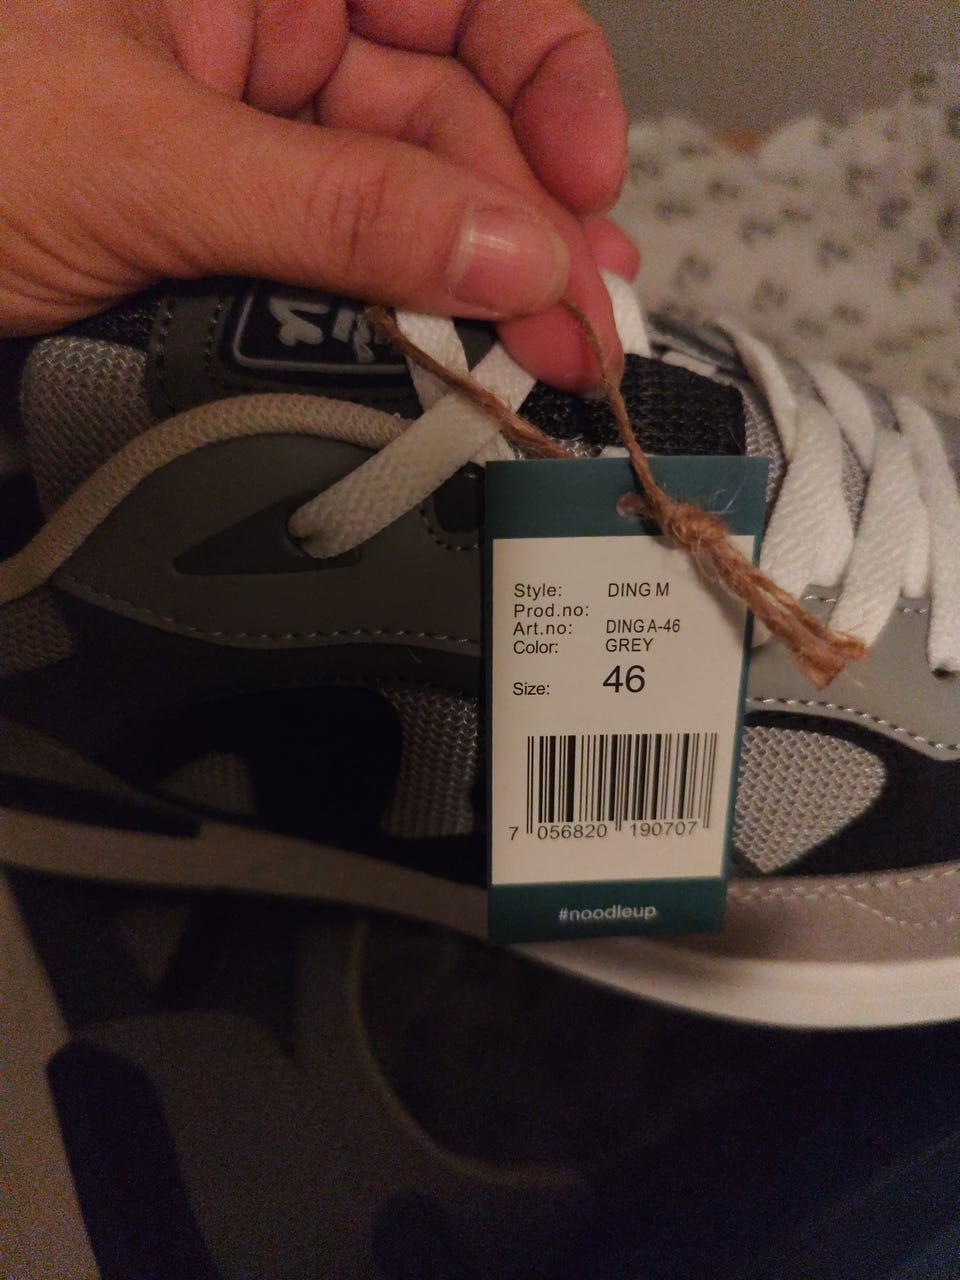 Style: DING M
Prod.no:
Art.no: DING A-46
Color: GREY
Size: 46
7 056820 190707
#noodleup